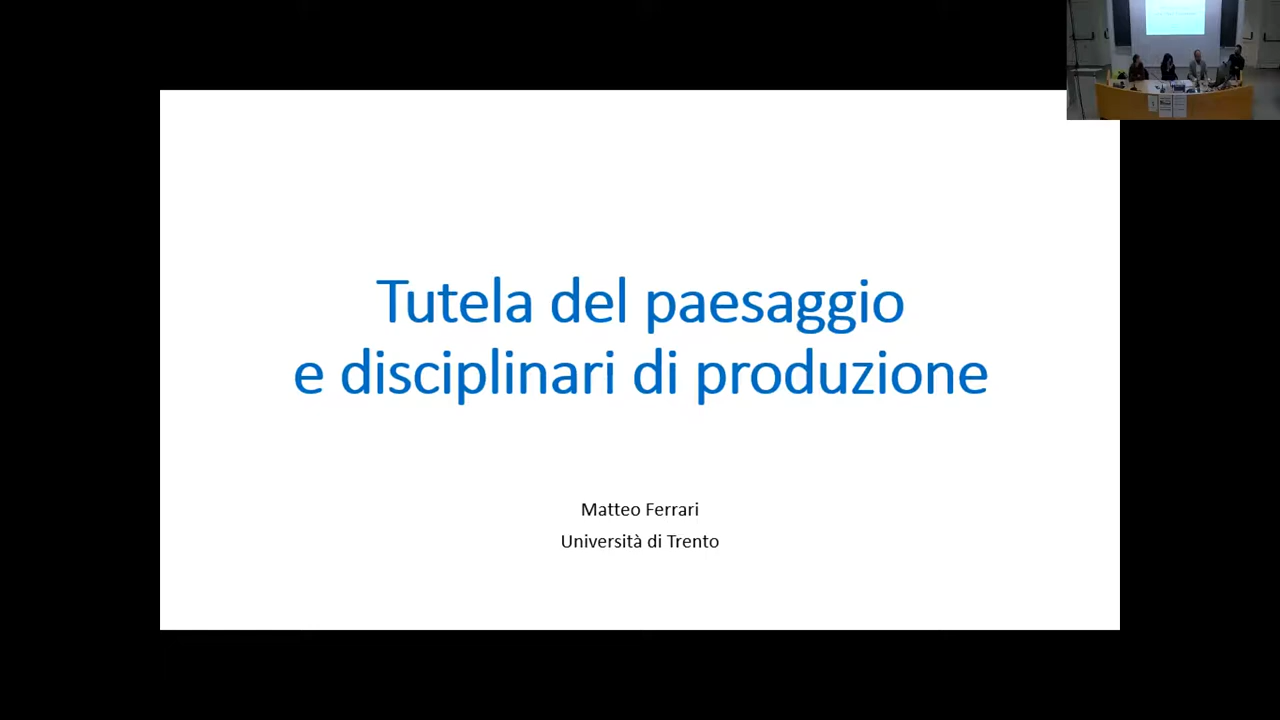 Tutela del paesaggio
e disciplinari di produzione
Matteo Ferrari
Università di Trento